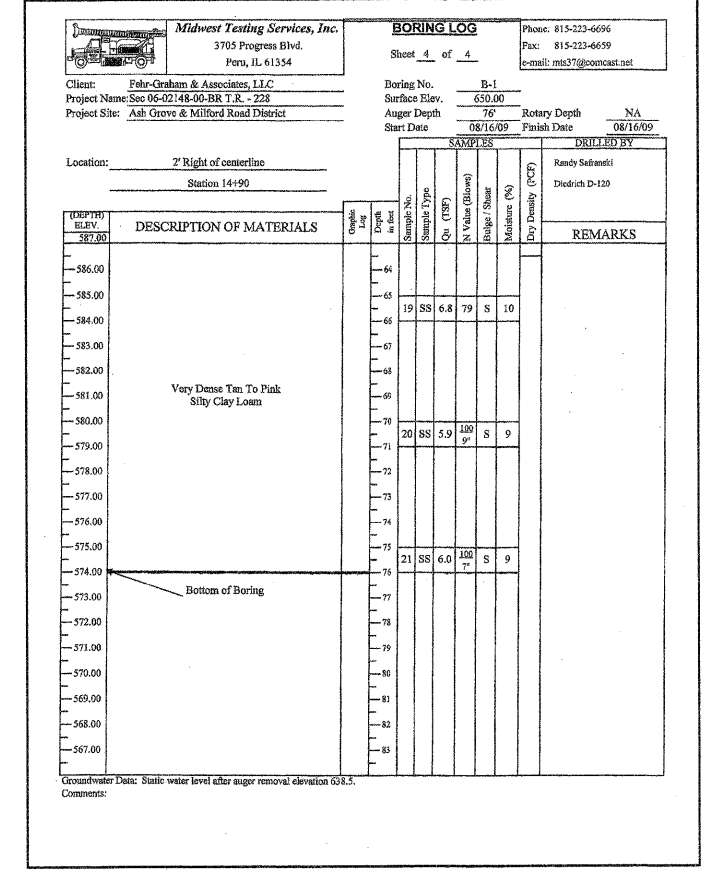 Midwest Testing Services, Inc.
3705 Progress Blvd.
Peru, IL 61354
BORING LOG
Sheet 4 of 4
Phone: 815-223-6696
Fax: 815-223-6659
e-mail: mts37@comcast.net
Client: Fehr-Graham & Associates, LLC
Project Name: Sec 06-02148-00-BR T.R. - 228
Project Site: Ash Grove & Milford Road District
Boring No. B-1
Surface Elev. 650.00
Auger Depth 76' Rotary Depth NA
Start Date 08/16/09 Finish Date 08/16/09
SAMPLES DRILLED BY
Location: 2' Right of centerline
Station 14+90
Randy Safranski
Diedrich D-120
(DEPTH) ELEV. 587.00
DESCRIPTION OF MATERIALS
Graphic Log
Depth in feet
Sample No.
Sample Type
Qu (TSF)
N Value (Blows)
Bulge / Shear
Moisture (%)
Dry Density (PCF)
REMARKS
586.00 64
585.00 65
19 SS 6.8 79 S 10
584.00 66
583.00 67
582.00 68
Very Dense Tan To Pink
581.00 69
Silty Clay Loam
580.00 70
20 SS 5.9 100 9" S 9
579.00 71
578.00 72
577.00 73
576.00 74
575.00 75
21 SS 6.0 100 7" S 9
574.00 76
Bottom of Boring
573.00 77
572.00 78
571.00 79
570.00 80
569.00 81
568.00 82
567.00 83
Groundwater Data: Static water level after auger removal elevation 638.5.
Comments: